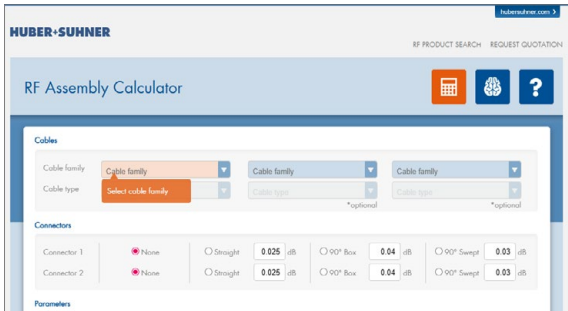 hubersuhner.com >
HUBER+SUHNER
RF PRODUCT SEARCH REQUEST QUOTATION
RF Assembly Calculator
?
Cables
Cable family Cable family Cable family Cable family
Cable type Select cable family Cable type Cable type
*optional *optional
Connectors
Connector 1 None Straight 0.025 dB 90° Box 0.04 dB 90° Swept 0.03 dB
Connector 2 None Straight 0.025 dB 90° Box 0.04 dB 90° Swept 0.03 dB
Parameters